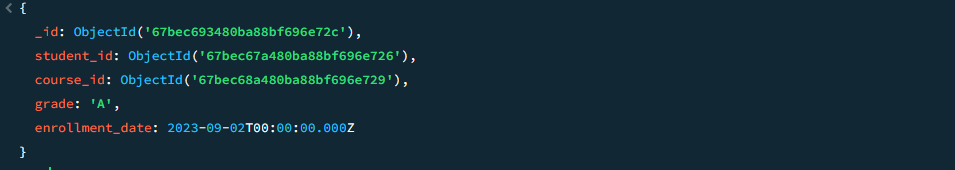 {
_id: ObjectId('67bec693480ba88bf696e72c'),
student_id: ObjectId('67bec67a480ba88bf696e726'),
course_id: ObjectId('67bec68a480ba88bf696e729'),
grade: 'A',
enrollment_date: 2023-09-02T00:00:00.000Z
}